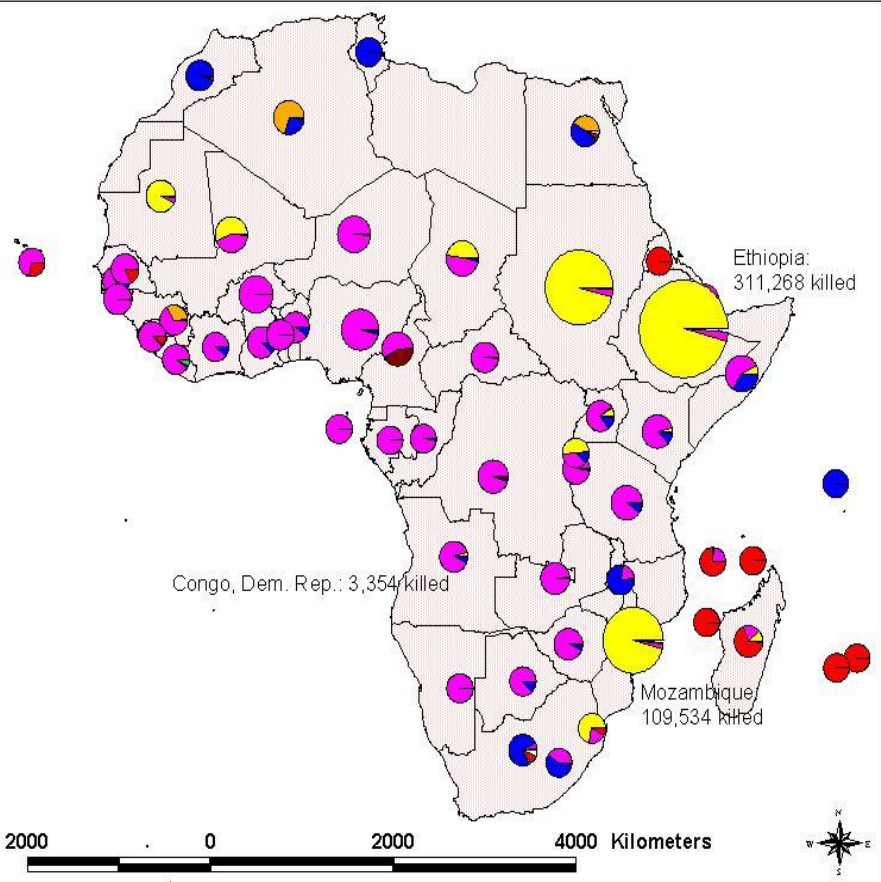 Ethiopia:
311,268 killed
Congo, Dem. Rep.: 3,354 killed
Mozambique:
109,534 killed
2000 0 2000 4000 Kilometers
N
W E
S